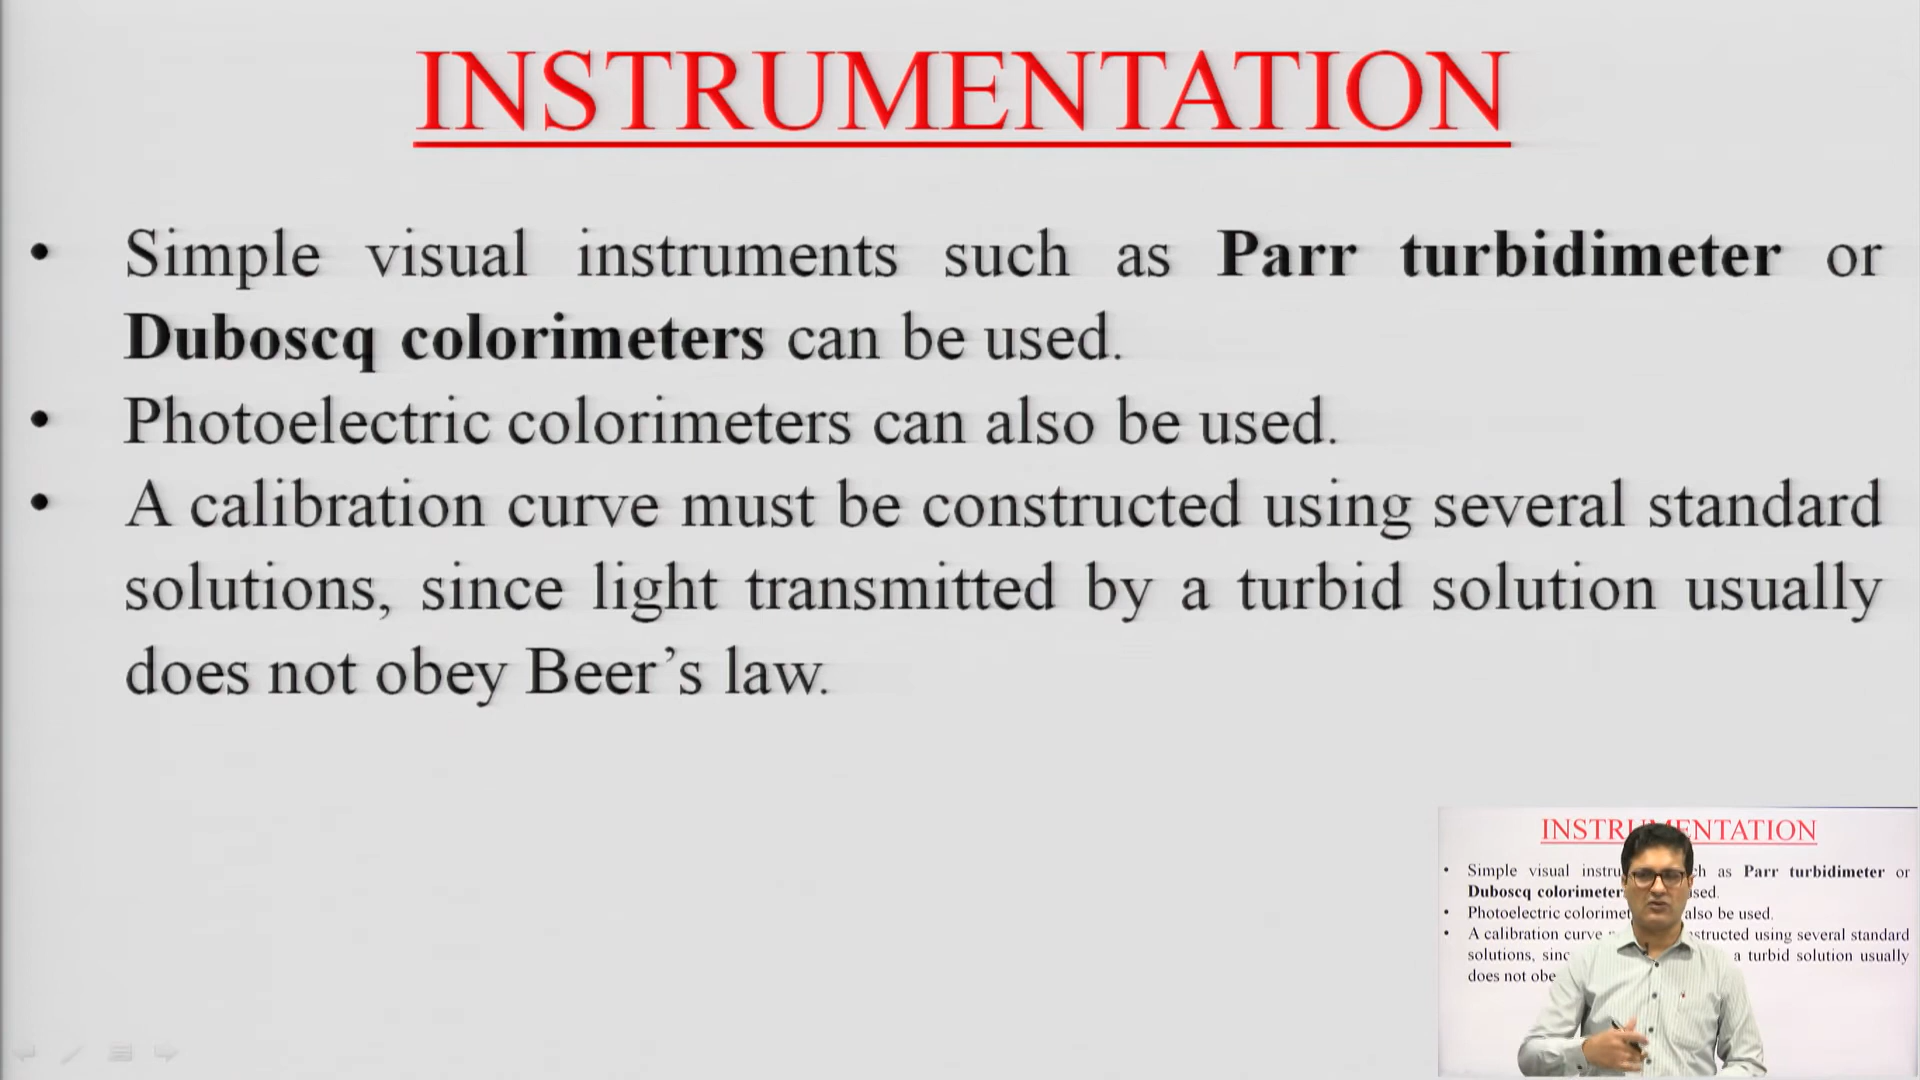 INSTRUMENTATION
• Simple visual instruments such as Parr turbidimeter or
Duboscq colorimeters can be used.
• Photoelectric colorimeters can also be used.
• A calibration curve must be constructed using several standard
solutions, since light transmitted by a turbid solution usually
does not obey Beer’s law.
INSTR ENTATION
• Simple visual instru ch as Parr turbidimeter or
Duboscq colorimeter sed.
• Photoelectric colorimet also be used.
• A calibration curve structed using several standard
solutions, sinc a turbid solution usually
does not obe